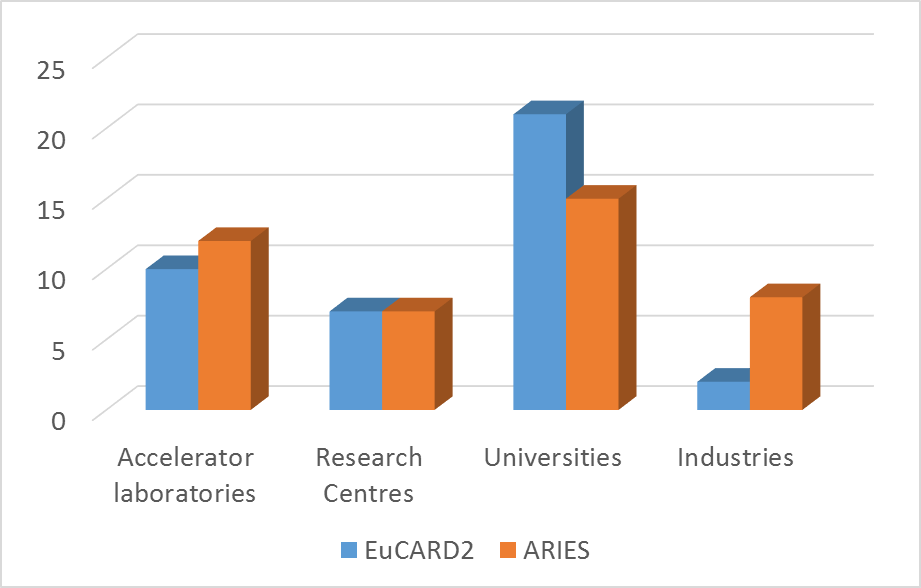 25
20
15
10
5
0
Accelerator
laboratories
Research
Centres
Universities
Industries
EuCARD2
ARIES